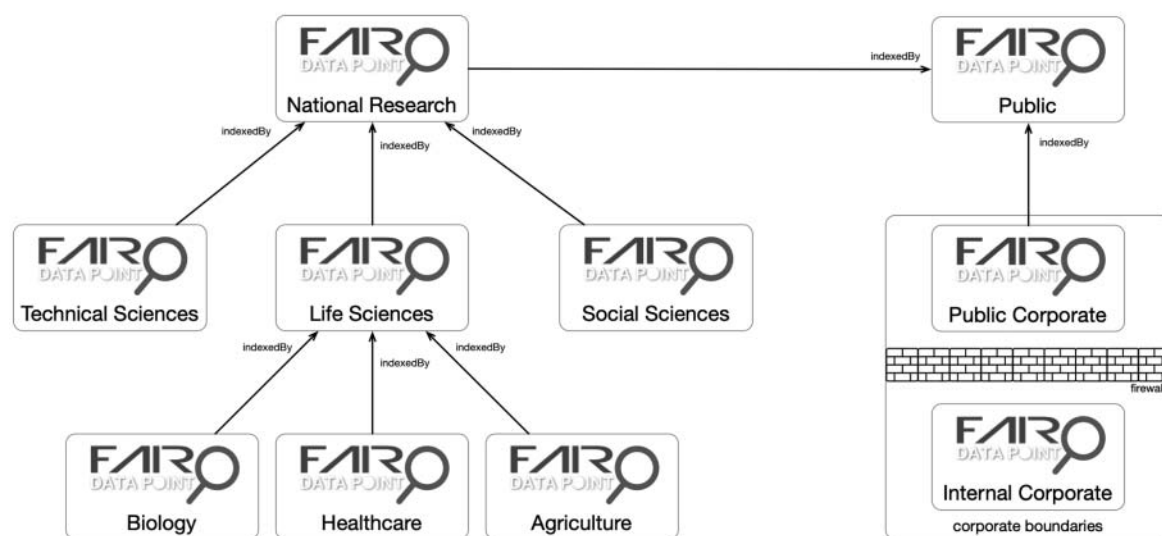 FAIR
DATA POINT
National Research
FAIR
DATA POINT
Public
indexedBy
indexedBy
indexedBy
indexedBy
indexedBy
FAIR
DATA POINT
Technical Sciences
FAIR
DATA POINT
Life Sciences
FAIR
DATA POINT
Social Sciences
FAIR
DATA POINT
Public Corporate
indexedBy
indexedBy
indexedBy
firewall
FAIR
DATA POINT
Biology
FAIR
DATA POINT
Healthcare
FAIR
DATA POINT
Agriculture
FAIR
DATA POINT
Internal Corporate
corporate boundaries